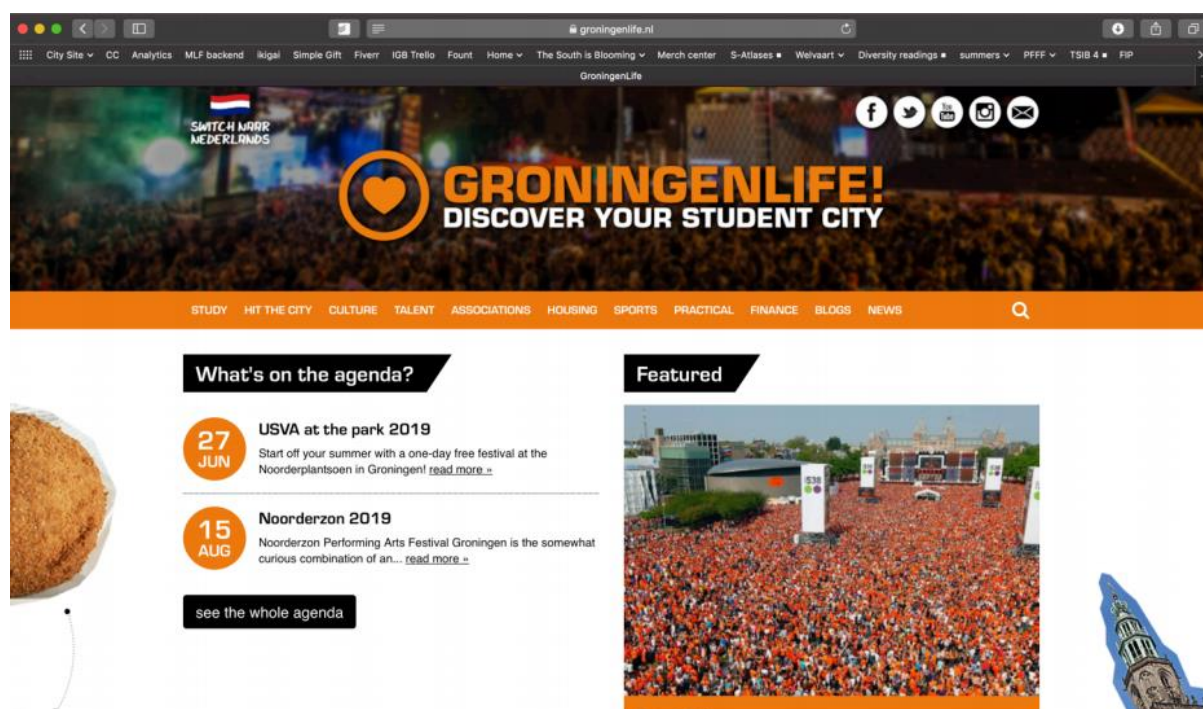 groningenlife.nl
City Site CC Analytics MLF backend ikigai Simple Gift Fiverr IGB Trello Fount Home The South is Blooming Merch center S-Atlases Welvaart Diversity readings summers PFFF TSIB 4 FIP
GroningenLife
SWITCH NAAR
NEDERLANDS
You
Tube
GRONINGENLIFE!
DISCOVER YOUR STUDENT CITY
STUDY HIT THE CITY CULTURE TALENT ASSOCIATIONS HOUSING SPORTS PRACTICAL FINANCE BLOGS NEWS
What's on the agenda?
27
JUN
USVA at the park 2019
Start off your summer with a one-day free festival at the
Noorderplantsoen in Groningen! read more »
15
AUG
Noorderzon 2019
Noorderzon Performing Arts Festival Groningen is the somewhat
curious combination of an... read more »
see the whole agenda
Featured
538
538